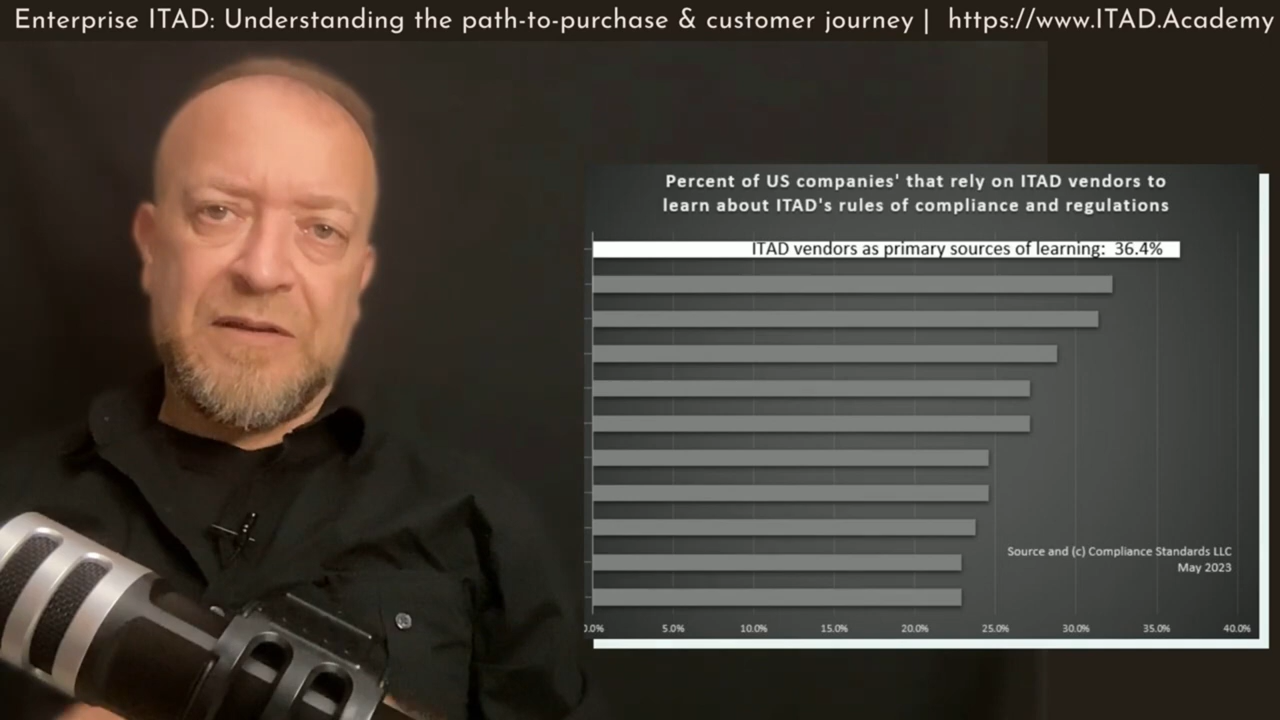 Enterprise ITAD: Understanding the path-to-purchase & customer journey | https://www.ITAD.Academy
Percent of US companies' that rely on ITAD vendors to
learn about ITAD's rules of compliance and regulations
ITAD vendors as primary sources of learning: 36.4%
Source and (c) Compliance Standards LLC
May 2023
0.0% 5.0% 10.0% 15.0% 20.0% 25.0% 30.0% 35.0% 40.0%